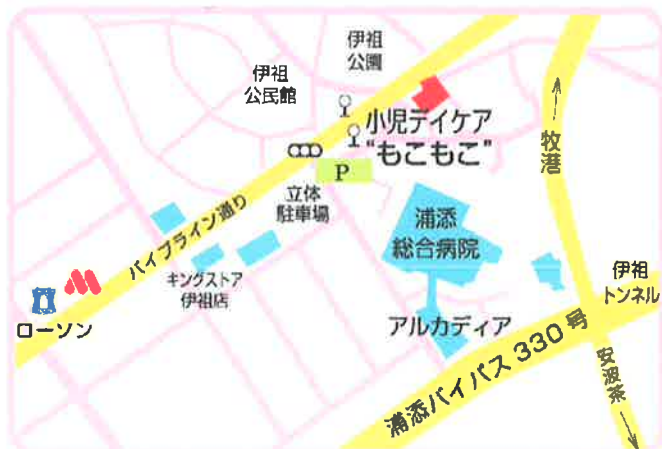 伊祖
公園
伊祖
公民館
小児デイケア
“もこもこ”
P
立体
駐車場
パイプライン通り
浦添
総合病院
キングストア
伊祖店
ローソン
アルカディア
牧港
伊祖
トンネル
浦添バイパス330号
安波茶